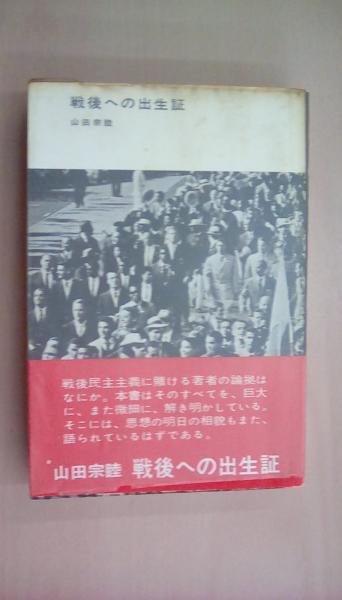 戦後への出生証
山田宗睦
戦後民主主義に賭ける著者の論拠は
なにか。本書はそのすべてを、巨大
に、また微細に、解き明かしている。
そこには、思想の明日の相貌もまた、
語られているはずである。
山田宗睦 戦後への出生証